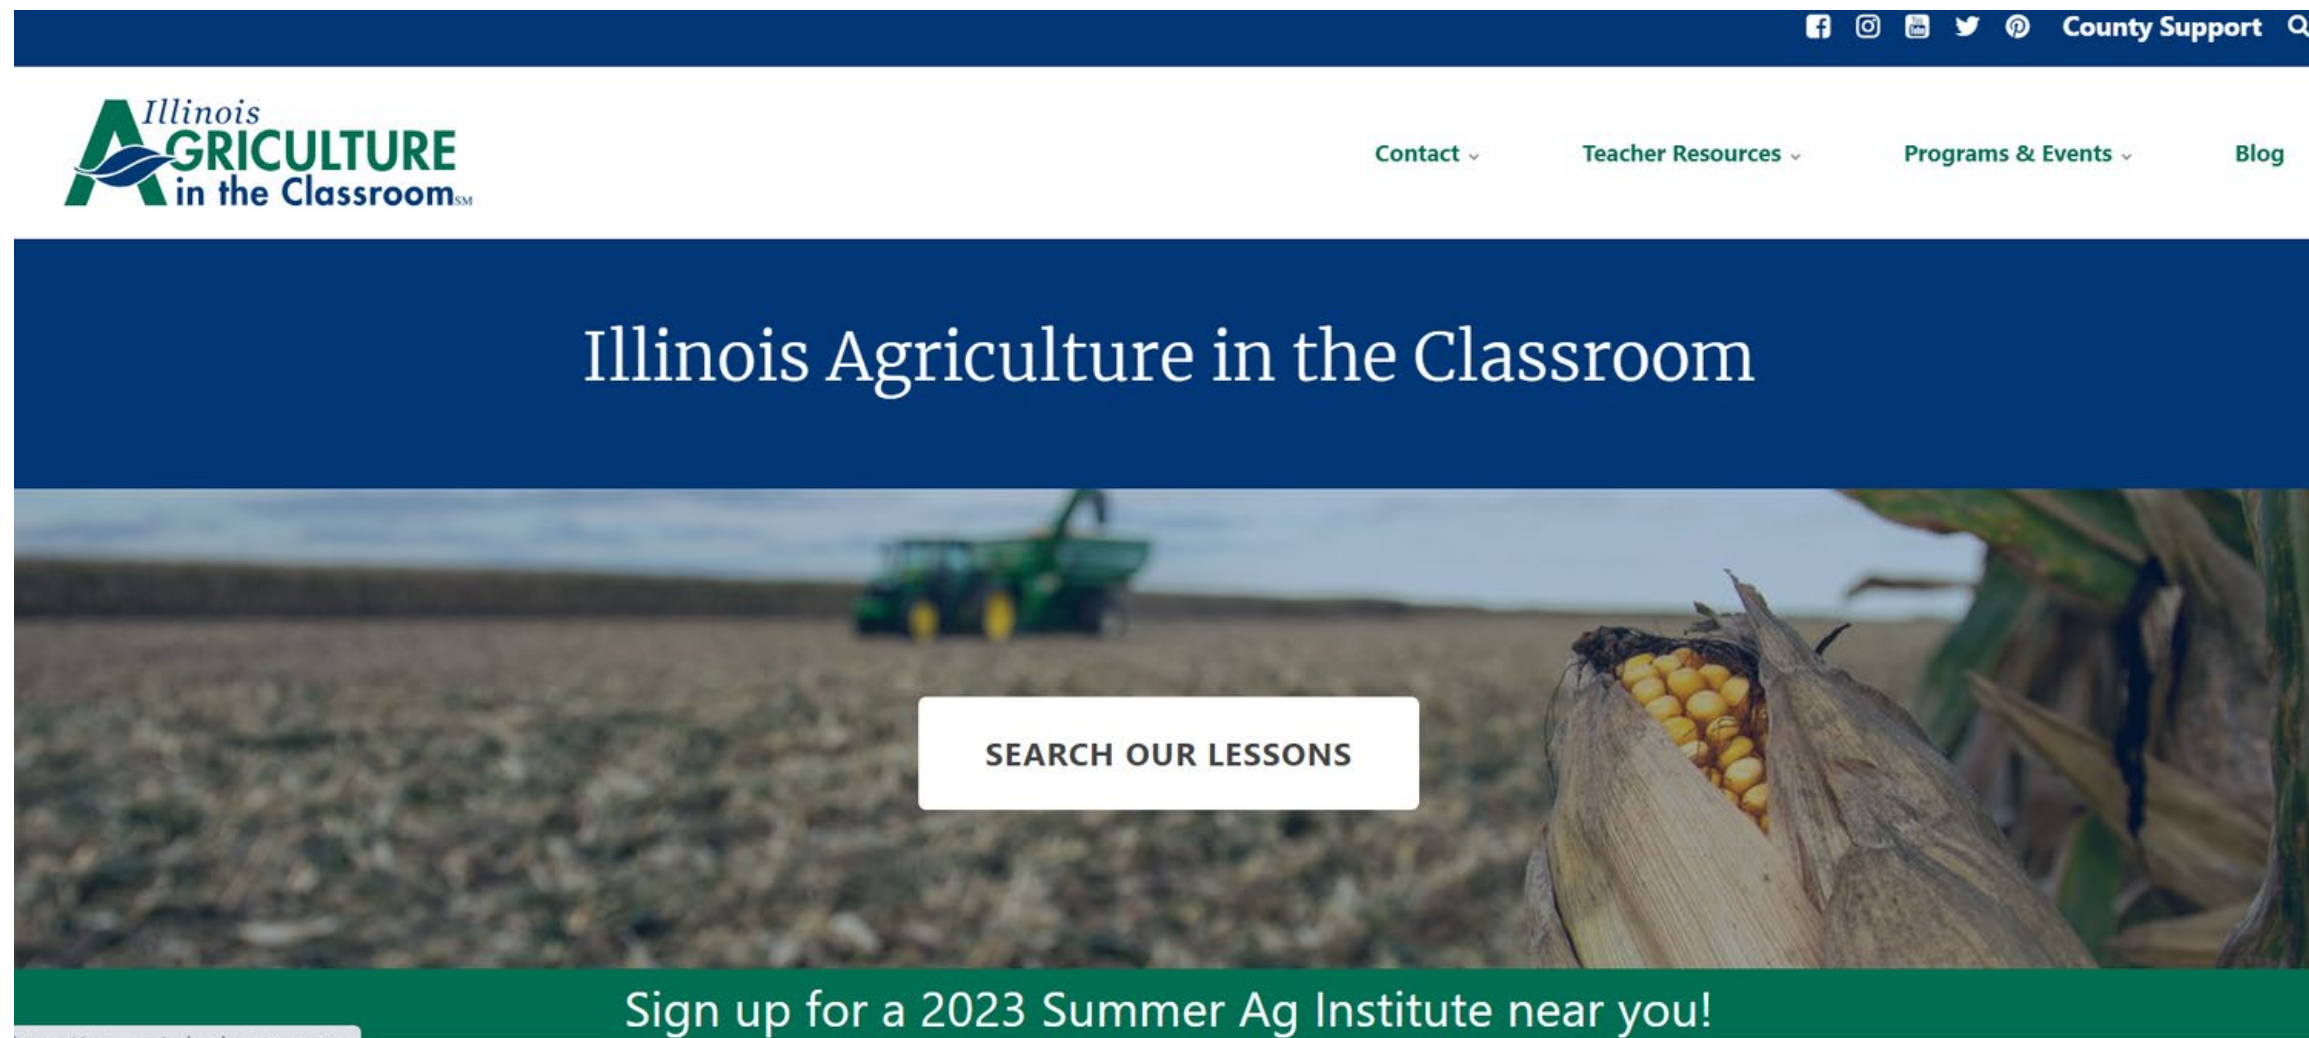 County Support
Illinois
AGRICULTURE
in the Classroom SM
Contact
Teacher Resources
Programs & Events
Blog
Illinois Agriculture in the Classroom
SEARCH OUR LESSONS
Sign up for a 2023 Summer Ag Institute near you!